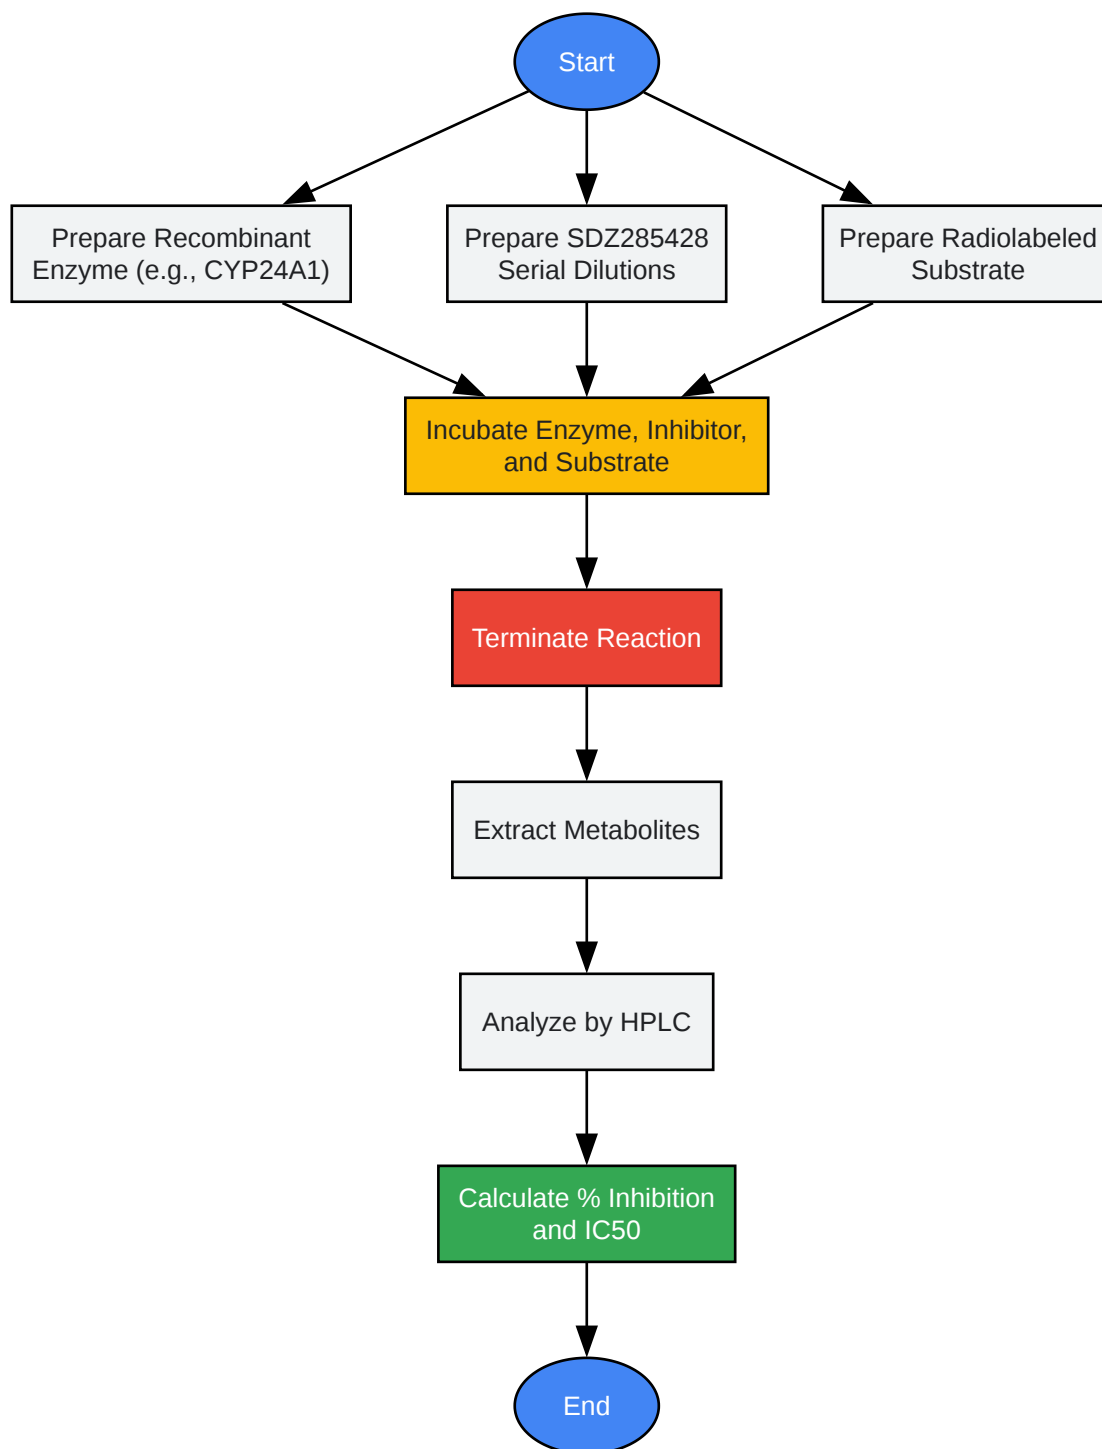 Start
Prepare Recombinant
Enzyme (e.g., CYP24A1)
Prepare SDZ285428
Serial Dilutions
Prepare Radiolabeled
Substrate
Incubate Enzyme, Inhibitor,
and Substrate
Terminate Reaction
Extract Metabolites
Analyze by HPLC
Calculate % Inhibition
and IC50
End